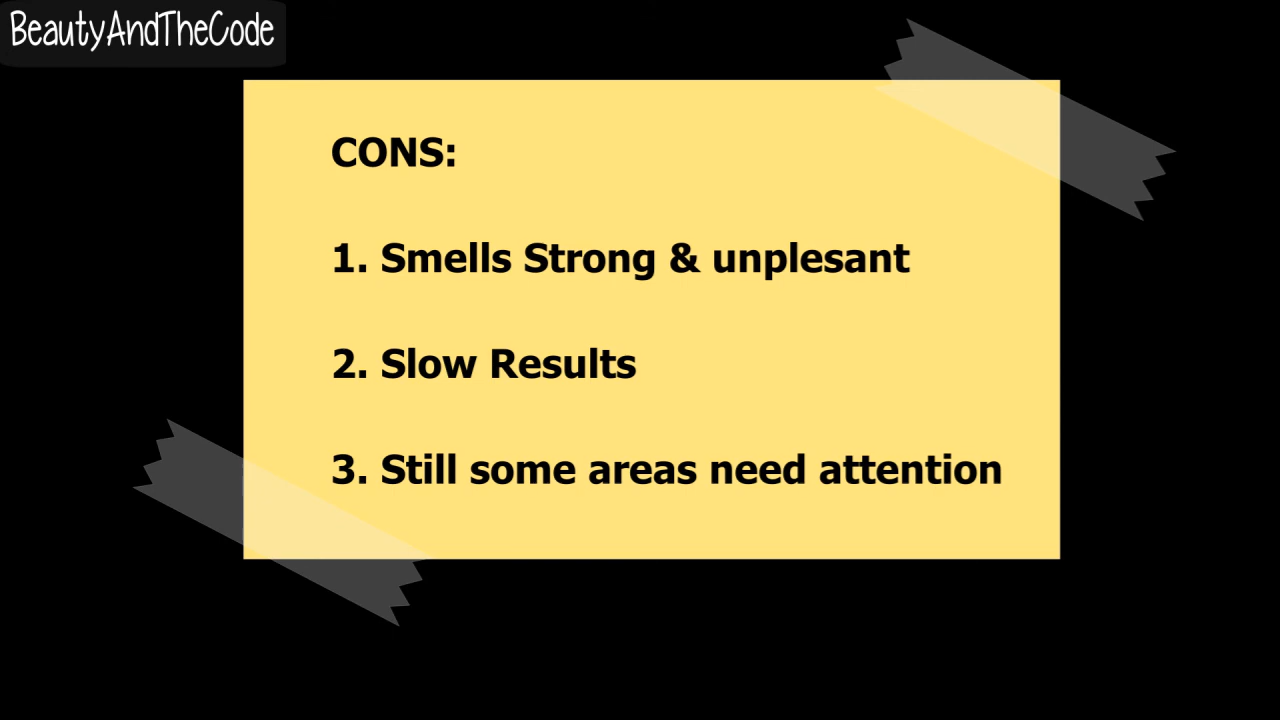 BeautyAndTheCode
CONS:
1. Smells Strong & unplesant
2. Slow Results
3. Still some areas need attention